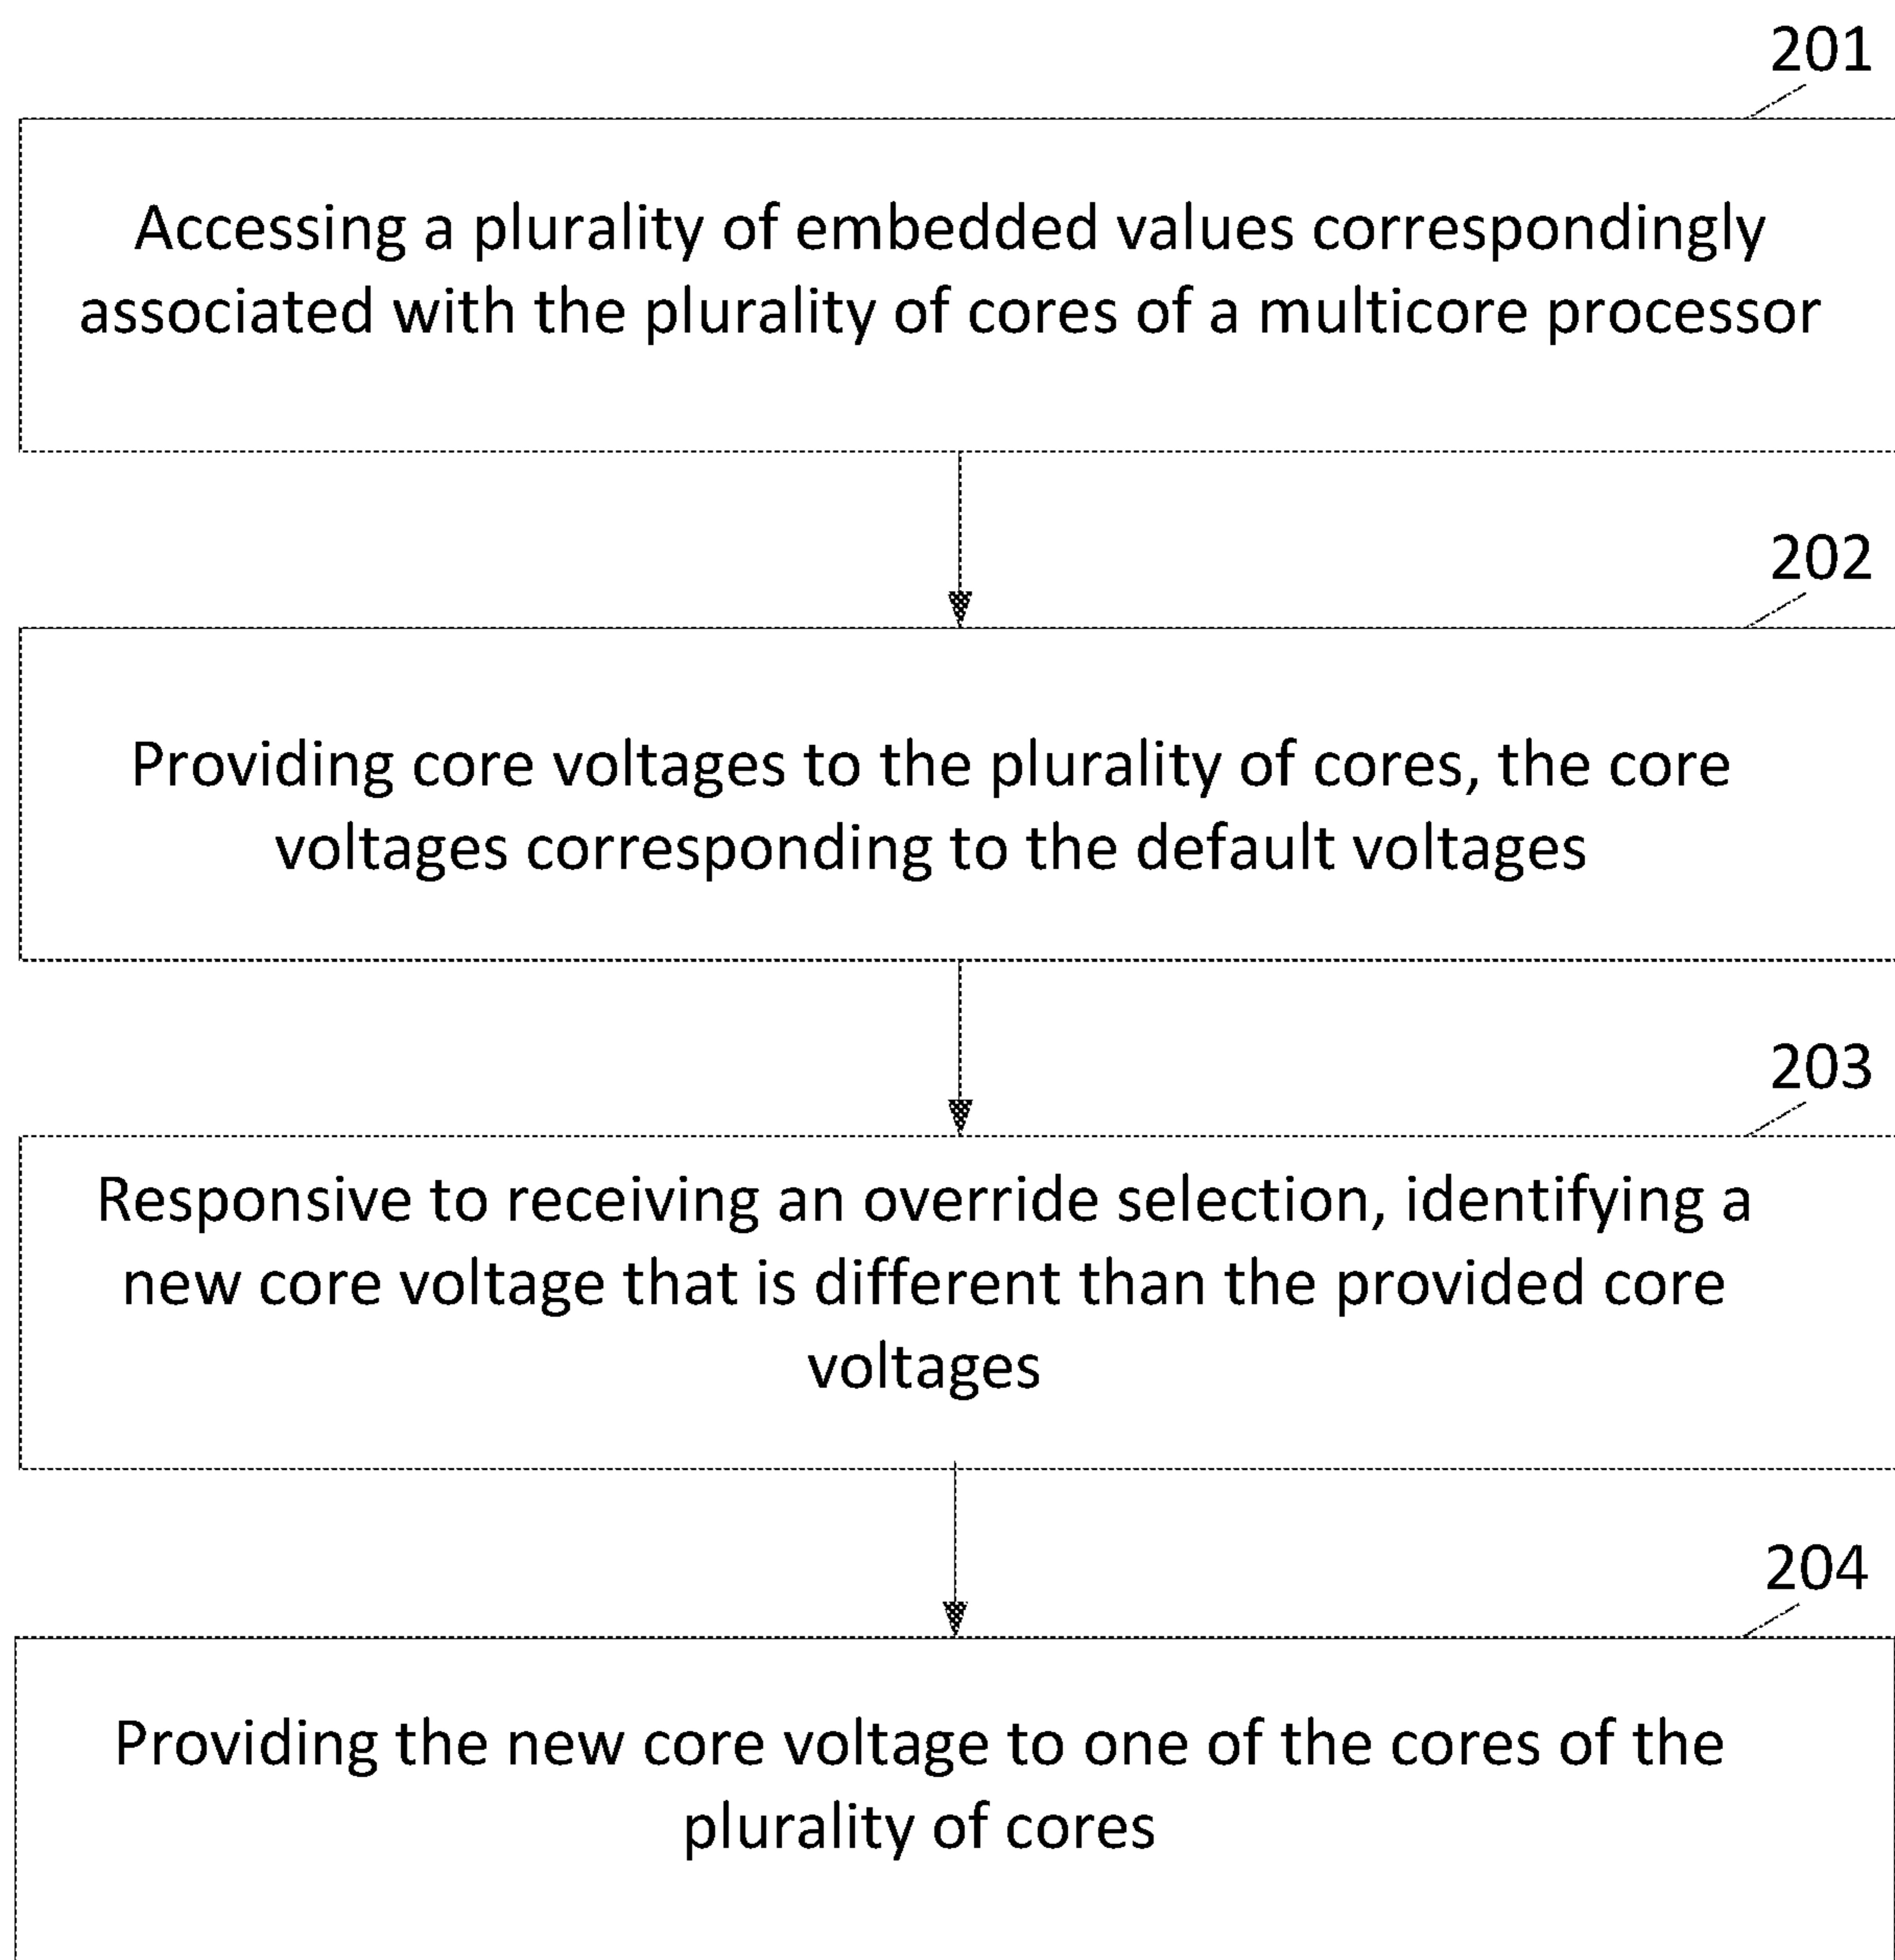 201
Accessing a plurality of embedded values correspondingly
associated with the plurality of cores of a multicore processor
202
Providing core voltages to the plurality of cores, the core
voltages corresponding to the default voltages
203
Responsive to receiving an override selection, identifying a
new core voltage that is different than the provided core
voltages
204
Providing the new core voltage to one of the cores of the
plurality of cores